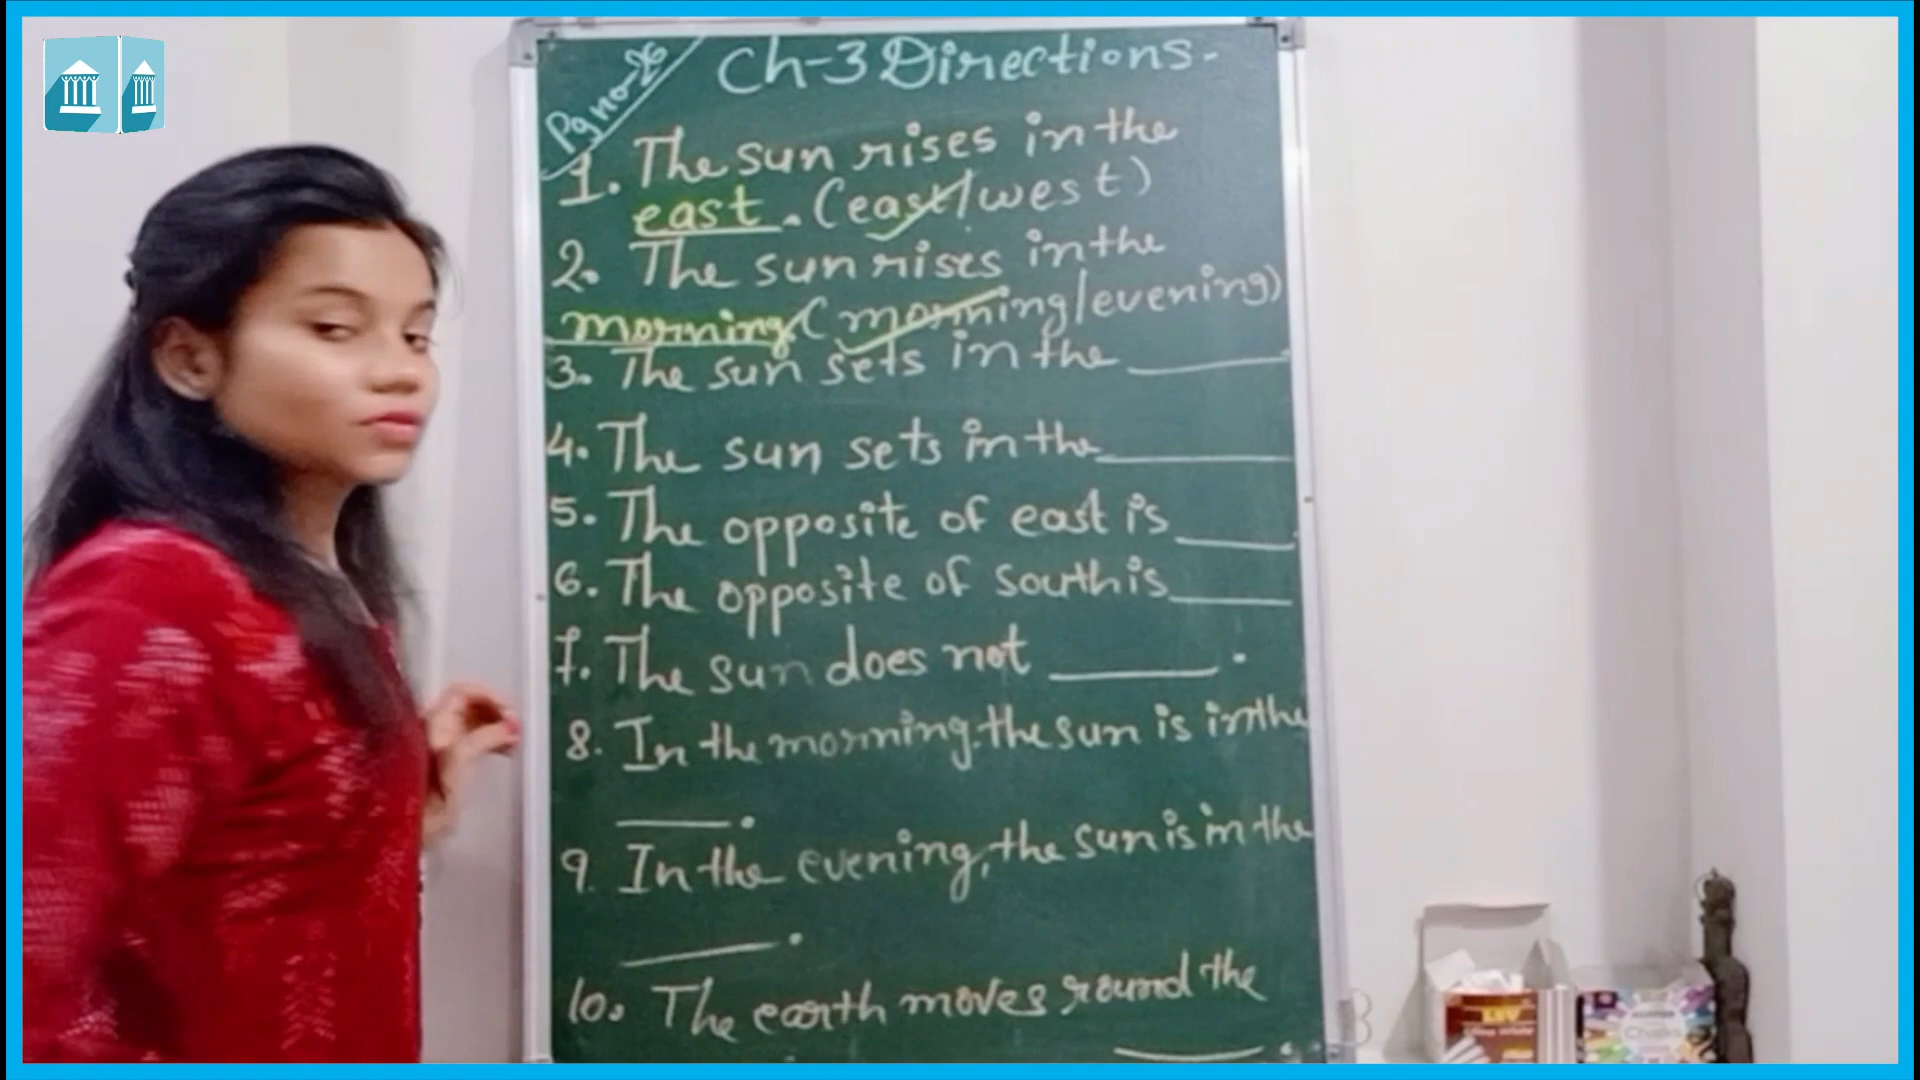 Pg no-26
Ch-3 Directions.
1. The sun rises in the
east. (east/west)
2. The sun rises in the
morning (morning/evening)
3. The sun sets in the ______
4. The sun sets in the ______
5. The opposite of east is ______
6. The opposite of south is ______
7. The sun does not ______.
8. In the morning.the sun is in the
______.
9. In the evening, the sun is in the
______.
10. The earth moves round the
______.